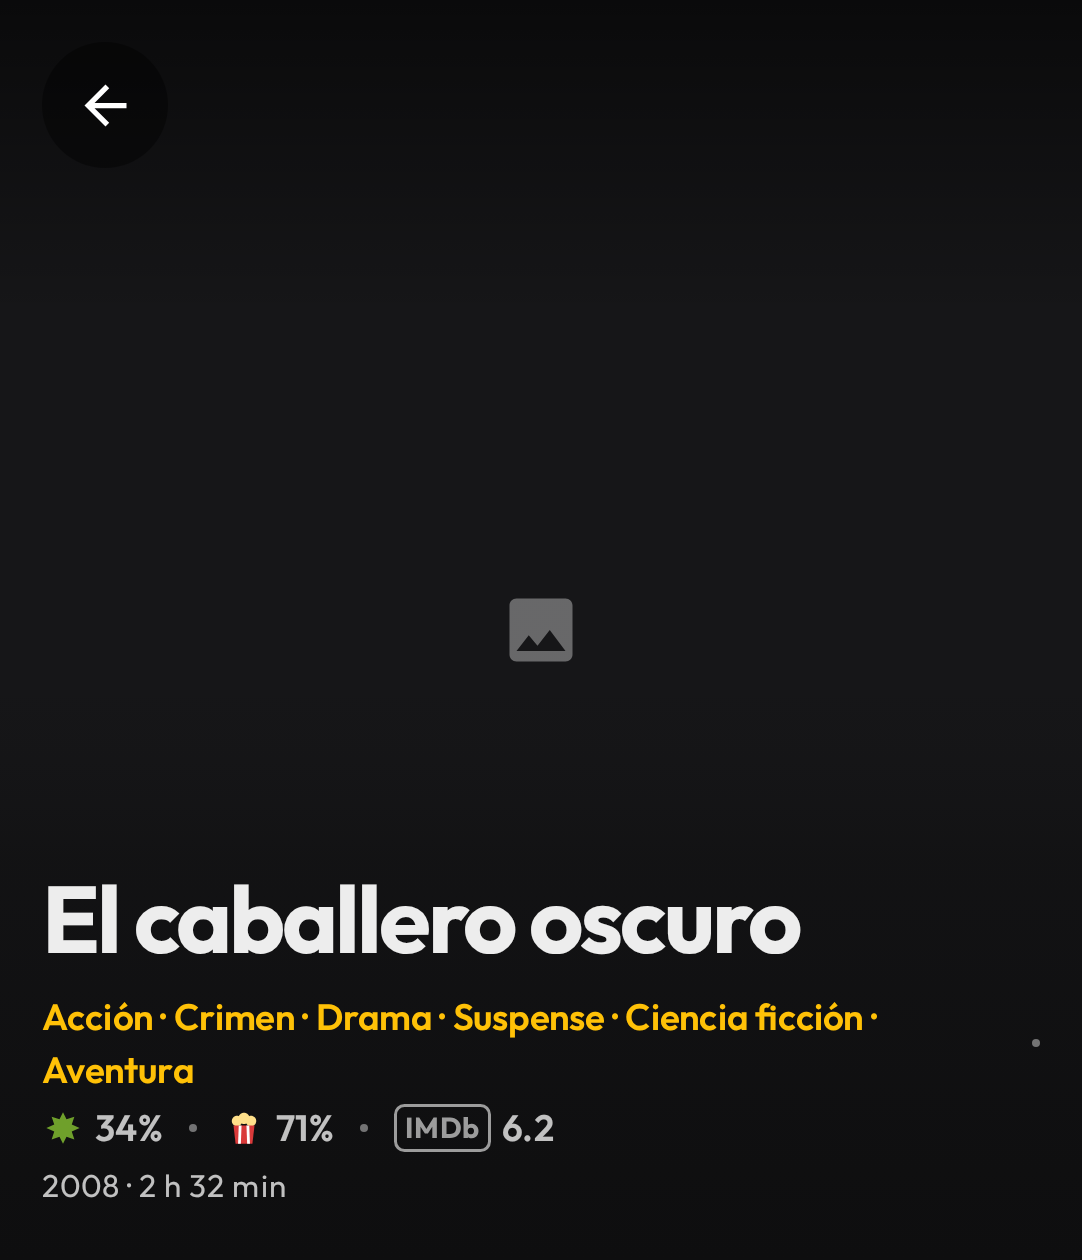 El caballero oscuro
Acción · Crimen · Drama · Suspense · Ciencia ficción ·
Aventura
34% • 71% • IMDb 6.2
2008 · 2 h 32 min